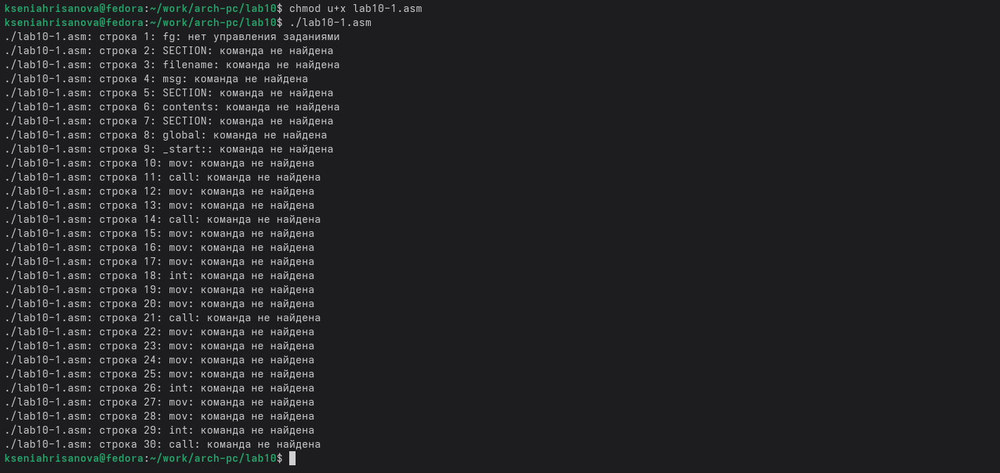 kseniahrisanova@fedora:~/work/arch-pc/lab10$ chmod u+x lab10-1.asm
kseniahrisanova@fedora:~/work/arch-pc/lab10$ ./lab10-1.asm
./lab10-1.asm: строка 1: fg: нет управления заданиями
./lab10-1.asm: строка 2: SECTION: команда не найдена
./lab10-1.asm: строка 3: filename: команда не найдена
./lab10-1.asm: строка 4: msg: команда не найдена
./lab10-1.asm: строка 5: SECTION: команда не найдена
./lab10-1.asm: строка 6: contents: команда не найдена
./lab10-1.asm: строка 7: SECTION: команда не найдена
./lab10-1.asm: строка 8: global: команда не найдена
./lab10-1.asm: строка 9: _start:: команда не найдена
./lab10-1.asm: строка 10: mov: команда не найдена
./lab10-1.asm: строка 11: call: команда не найдена
./lab10-1.asm: строка 12: mov: команда не найдена
./lab10-1.asm: строка 13: mov: команда не найдена
./lab10-1.asm: строка 14: call: команда не найдена
./lab10-1.asm: строка 15: mov: команда не найдена
./lab10-1.asm: строка 16: mov: команда не найдена
./lab10-1.asm: строка 17: mov: команда не найдена
./lab10-1.asm: строка 18: int: команда не найдена
./lab10-1.asm: строка 19: mov: команда не найдена
./lab10-1.asm: строка 20: mov: команда не найдена
./lab10-1.asm: строка 21: call: команда не найдена
./lab10-1.asm: строка 22: mov: команда не найдена
./lab10-1.asm: строка 23: mov: команда не найдена
./lab10-1.asm: строка 24: mov: команда не найдена
./lab10-1.asm: строка 25: mov: команда не найдена
./lab10-1.asm: строка 26: int: команда не найдена
./lab10-1.asm: строка 27: mov: команда не найдена
./lab10-1.asm: строка 28: mov: команда не найдена
./lab10-1.asm: строка 29: int: команда не найдена
./lab10-1.asm: строка 30: call: команда не найдена
kseniahrisanova@fedora:~/work/arch-pc/lab10$